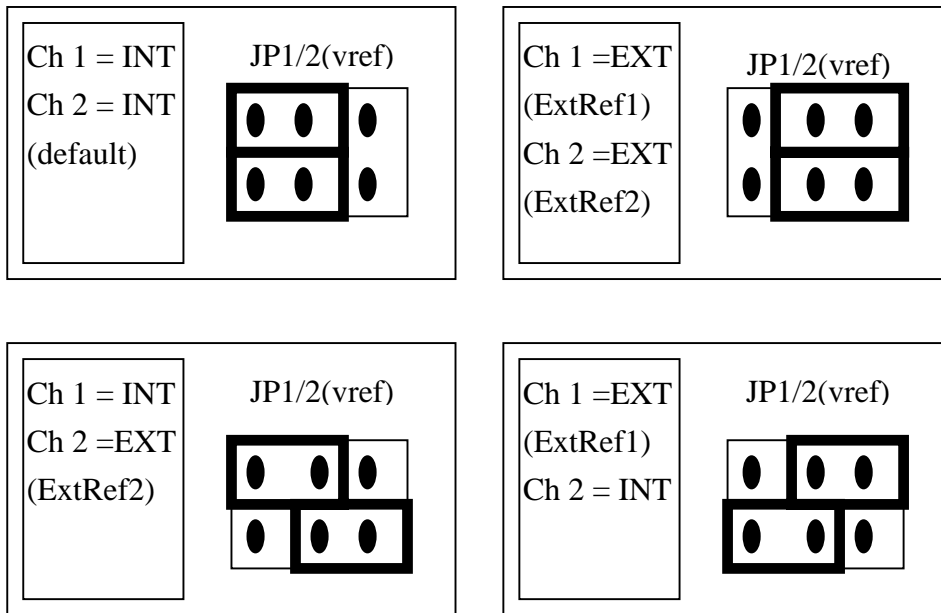 Ch 1 = INT
Ch 2 = INT
(default)
JP1/2(vref)
Ch 1 =EXT
(ExtRef1)
Ch 2 =EXT
(ExtRef2)
JP1/2(vref)
Ch 1 = INT
Ch 2 =EXT
(ExtRef2)
JP1/2(vref)
Ch 1 =EXT
(ExtRef1)
Ch 2 = INT
JP1/2(vref)